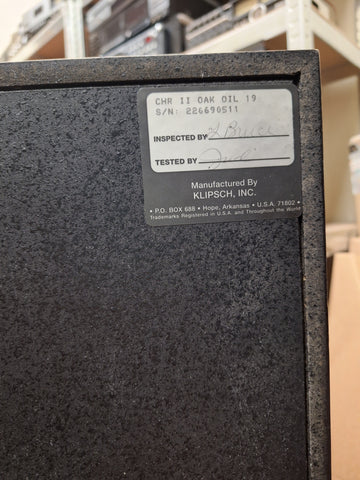 CHR II OAK OIL 19
S/N: 226690511
INSPECTED BY
TESTED BY
Manufactured By
KLIPSCH, INC.
• P.O. BOX 688 • Hope, Arkansas • U.S.A. 71802 •
Trademarks Registered in U.S.A. and Throughout the World